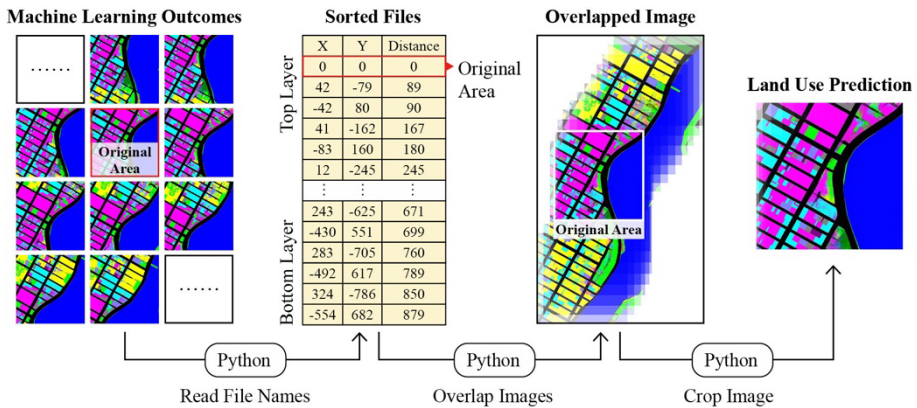 Machine Learning Outcomes
......
Original
Area
......
Sorted Files
Top Layer
Bottom Layer
X Y Distance
0 0 0
42 -79 89
-42 80 90
41 -162 167
-83 160 180
12 -245 245
⋮ ⋮ ⋮
243 -625 671
-430 551 699
283 -705 760
-492 617 789
324 -786 850
-554 682 879
Original
Area
Overlapped Image
Original Area
Land Use Prediction
Python
Read File Names
Python
Overlap Images
Python
Crop Image